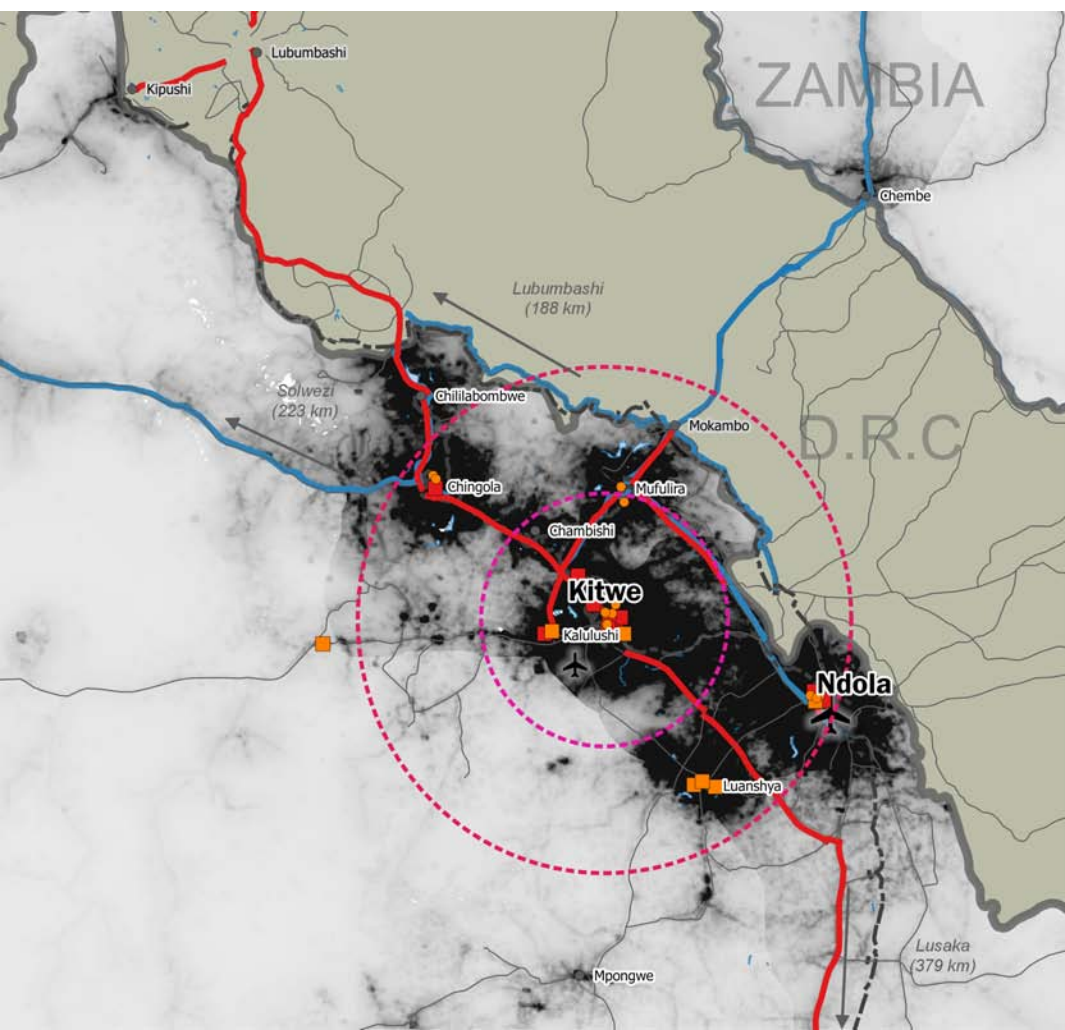 Lubumbashi
Kipushi
ZAMBIA
Chembe
Lubumbashi
(188 km)
Solwezi
(223 km)
Chililabombwe
Mokambo
D.R.C
Chingola
Mufulira
Chambishi
Kitwe
Kalulushi
Ndola
Luanshya
Lusaka
(379 km)
Mpongwe